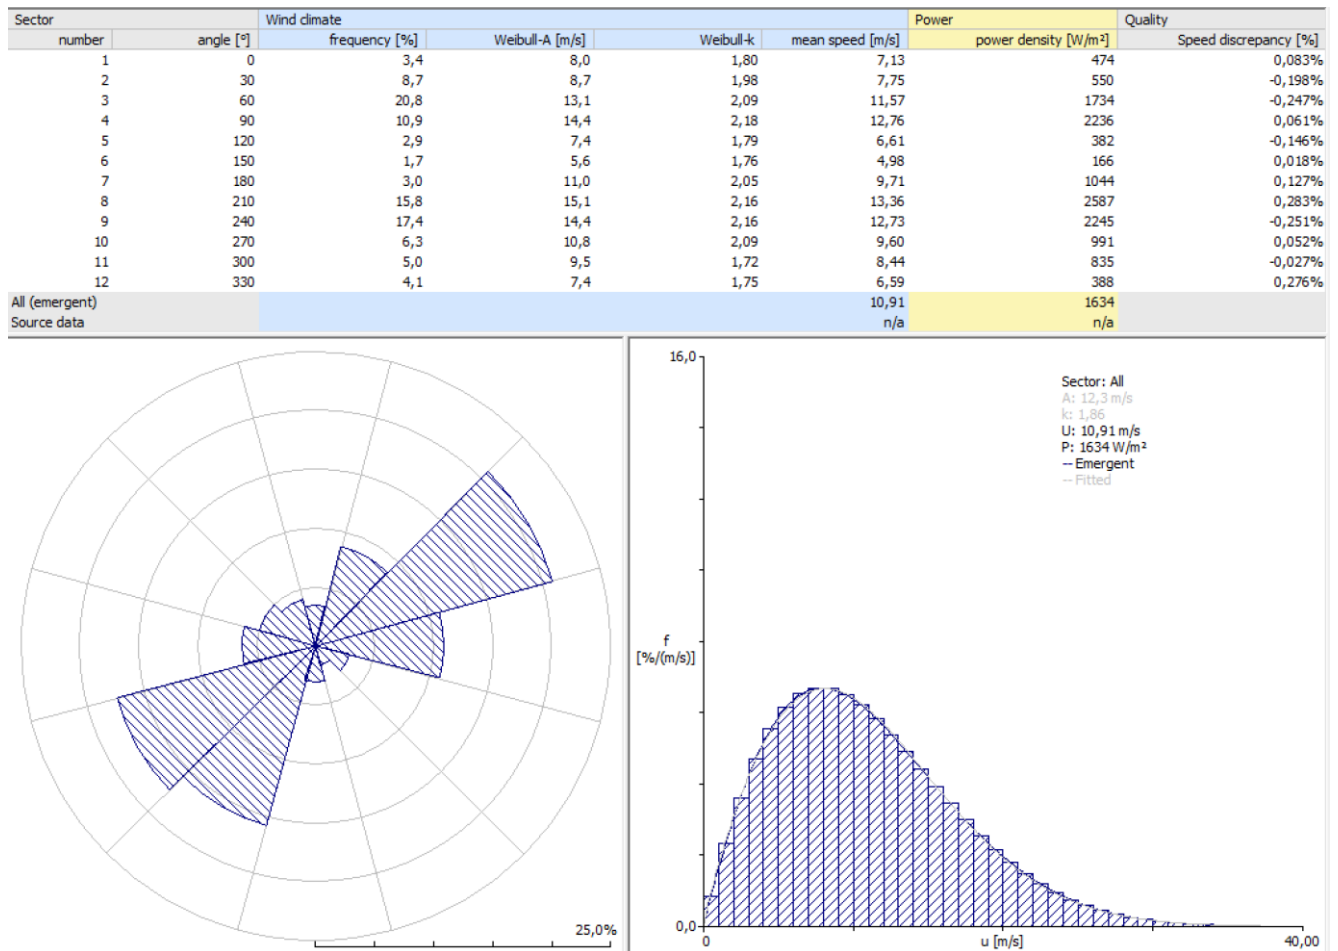 Sector Wind climate Power Quality
number angle [°] frequency [%] Weibull-A [m/s] Weibull-k mean speed [m/s] power density [W/m²] Speed discrepancy [%]
1 0 3,4 8,0 1,80 7,13 474 0,083%
2 30 8,7 8,7 1,98 7,75 550 -0,198%
3 60 20,8 13,1 2,09 11,57 1734 -0,247%
4 90 10,9 14,4 2,18 12,76 2236 0,061%
5 120 2,9 7,4 1,79 6,61 382 -0,146%
6 150 1,7 5,6 1,76 4,98 166 0,018%
7 180 3,0 11,0 2,05 9,71 1044 0,127%
8 210 15,8 15,1 2,16 13,36 2587 0,283%
9 240 17,4 14,4 2,16 12,73 2245 -0,251%
10 270 6,3 10,8 2,09 9,60 991 0,052%
11 300 5,0 9,5 1,72 8,44 835 -0,027%
12 330 4,1 7,4 1,75 6,59 388 0,276%
All (emergent) 10,91 1634
Source data n/a n/a
25,0%
16,0
Sector: All
A: 12,3 m/s
k: 1,86
U: 10,91 m/s
P: 1634 W/m²
-- Emergent
-- Fitted
f
[%/(m/s)]
0,0
0 u [m/s] 40,00